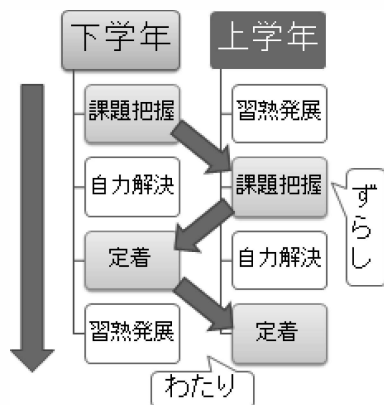 下学年
上学年
課題把握
習熟発展
自力解決
課題把握
ずらし
定着
自力解決
習熟発展
定着
わたり